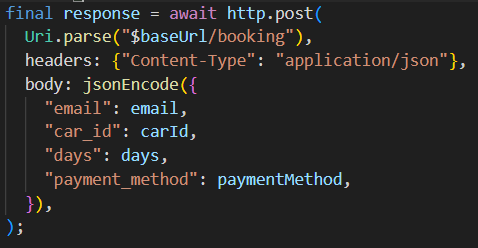 final response = await http.post(
  Uri.parse("$baseUrl/booking"),
  headers: {"Content-Type": "application/json"},
  body: jsonEncode({
    "email": email,
    "car_id": carId,
    "days": days,
    "payment_method": paymentMethod,
  }),
);